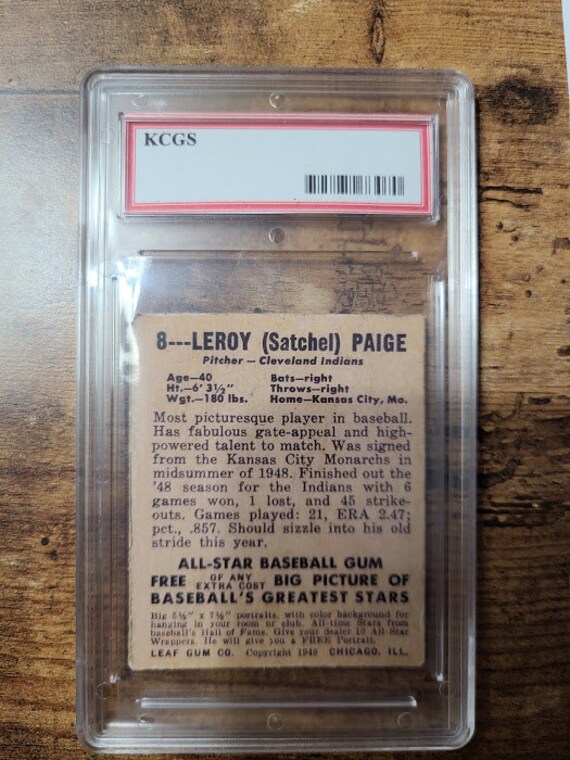 KCGS
8---LEROY (Satchel) PAIGE
Pitcher — Cleveland Indians
Age—40 Bats—right
Ht.—6' 3½" Throws—right
Wgt.—180 lbs. Home—Kansas City, Mo.
Most picturesque player in baseball.
Has fabulous gate-appeal and high-
powered talent to match. Was signed
from the Kansas City Monarchs in
midsummer of 1948. Finished out the
'48 season for the Indians with 6
games won, 1 lost, and 45 strike-
outs. Games played: 21, ERA 2.47;
pct., .857. Should sizzle into his old
stride this year.
ALL-STAR BASEBALL GUM
FREE OF ANY EXTRA COST BIG PICTURE OF
BASEBALL'S GREATEST STARS
Big 5½" x 7½" portraits, with color background for
hanging in your room or club. All-time Stars from
baseball's Hall of Fame. Give your dealer 10 All-Star
Wrappers. He will give you a FREE Portrait.
LEAF GUM CO. Copyright 1949 CHICAGO, ILL.